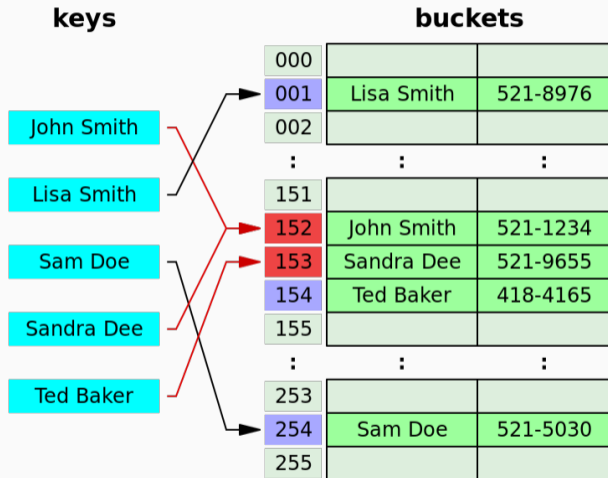 keys
buckets
000
001 Lisa Smith 521-8976
John Smith
002
:
:
:
Lisa Smith
151
152 John Smith 521-1234
Sam Doe
153 Sandra Dee 521-9655
154 Ted Baker 418-4165
Sandra Dee
155
:
:
:
Ted Baker
253
254 Sam Doe 521-5030
255